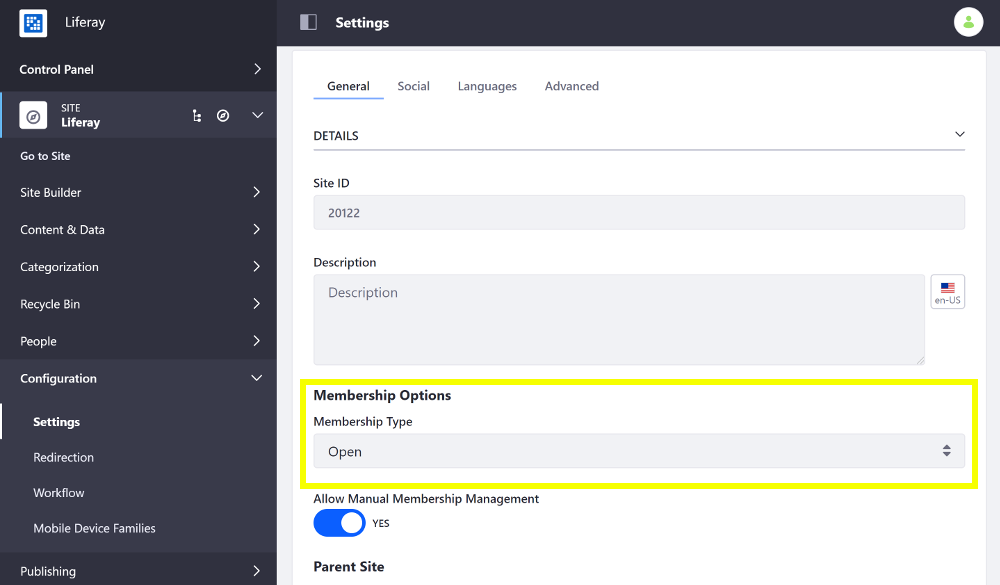 Liferay
Settings
Control Panel
SITE
Liferay
Go to Site
Site Builder
Content & Data
Categorization
Recycle Bin
People
Configuration
Settings
Redirection
Workflow
Mobile Device Families
Publishing
General Social Languages Advanced
DETAILS
Site ID
20122
Description
Description
en-US
Membership Options
Membership Type
Open
Allow Manual Membership Management
YES
Parent Site